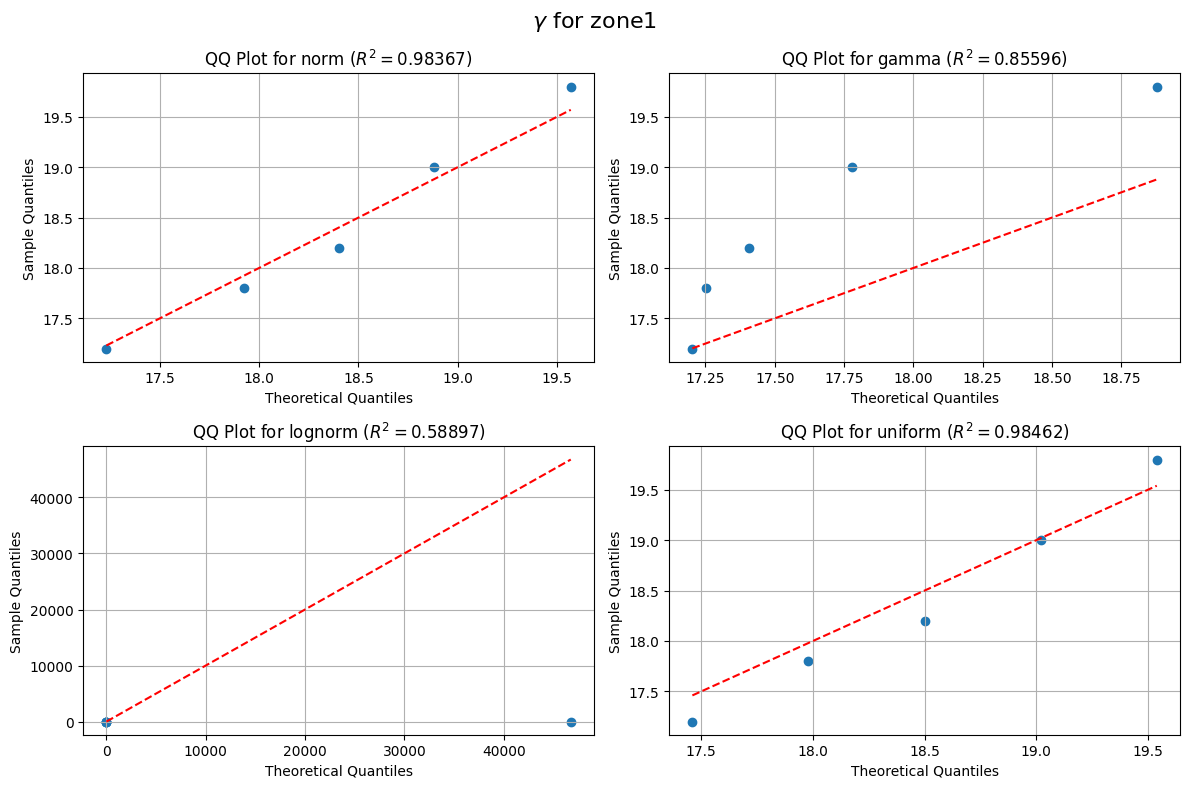 γ for zone1
QQ Plot for norm (R² = 0.98367)
19.5
19.0
18.5
18.0
17.5
Sample Quantiles
17.5 18.0 18.5 19.0 19.5
Theoretical Quantiles
QQ Plot for gamma (R² = 0.85596)
19.5
19.0
18.5
18.0
17.5
Sample Quantiles
17.25 17.50 17.75 18.00 18.25 18.50 18.75
Theoretical Quantiles
QQ Plot for lognorm (R² = 0.58897)
40000
30000
20000
10000
0
Sample Quantiles
0 10000 20000 30000 40000
Theoretical Quantiles
QQ Plot for uniform (R² = 0.98462)
19.5
19.0
18.5
18.0
17.5
Sample Quantiles
17.5 18.0 18.5 19.0 19.5
Theoretical Quantiles